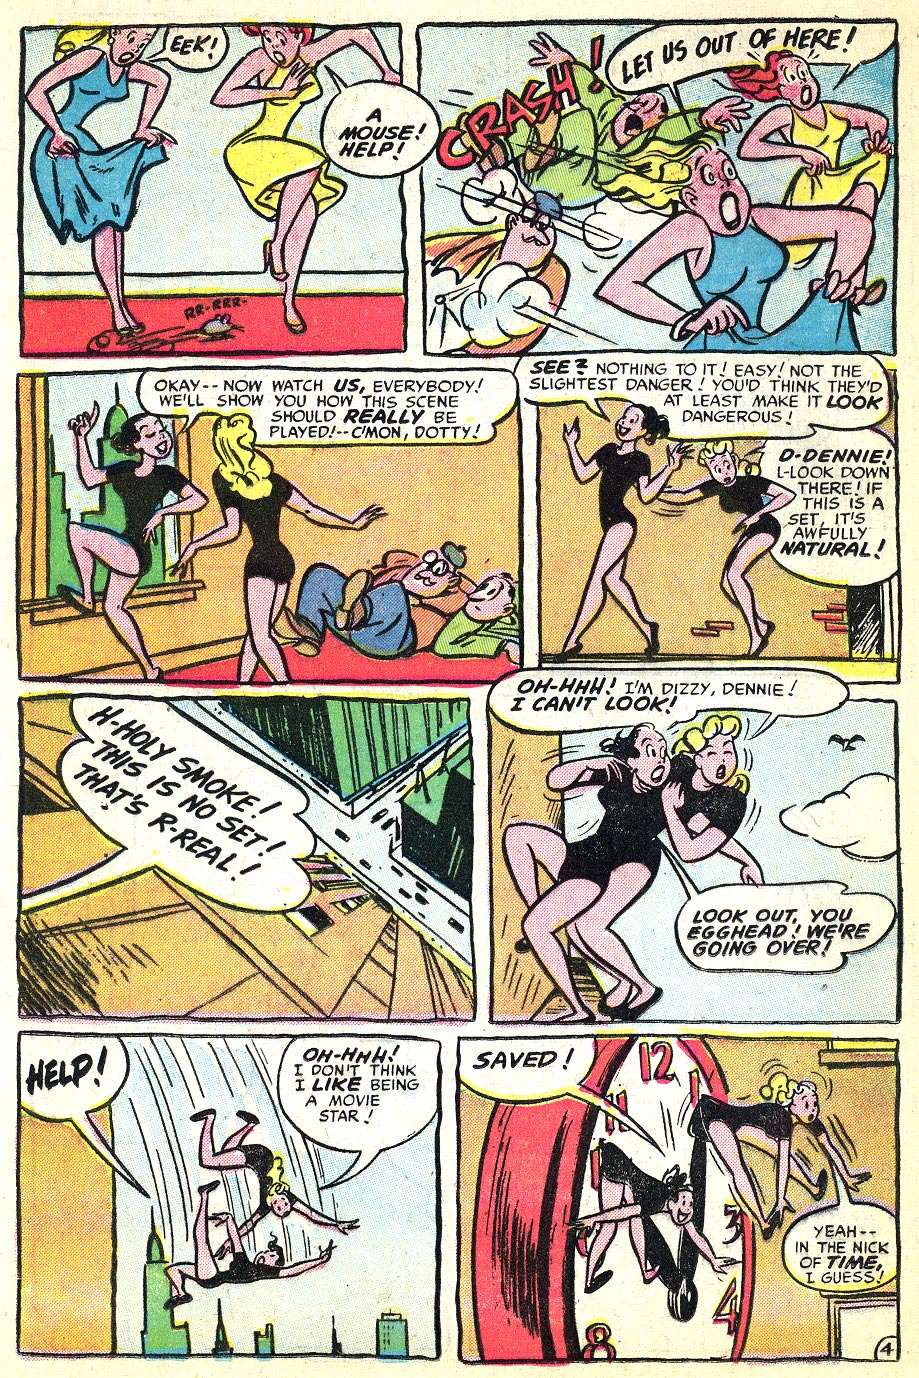 EEK!
A
MOUSE!
HELP!
RR-RRR-
CRASH!
LET US OUT OF HERE!
OKAY-- NOW WATCH US, EVERYBODY!
WE'LL SHOW YOU HOW THIS SCENE
SHOULD REALLY BE
PLAYED!-- C'MON, DOTTY!
SEE? NOTHING TO IT! EASY! NOT THE
SLIGHTEST DANGER! YOU'D THINK THEY'D
AT LEAST MAKE IT LOOK
DANGEROUS!
D-DENNIE!
L-LOOK DOWN
THERE! IF
THIS IS A
SET, IT'S
AWFULLY
NATURAL!
H-HOLY SMOKE!
THIS IS NO SET!
THAT'S R-REAL!
OH-HHH! I'M DIZZY, DENNIE!
I CAN'T LOOK!
LOOK OUT, YOU
EGGHEAD! WE'RE
GOING OVER!
HELP!
OH-HHH!
I DON'T THINK
I LIKE BEING
A MOVIE
STAR!
SAVED!
12
1
11
3
4
8
YEAH--
IN THE NICK
OF TIME,
I GUESS!
4